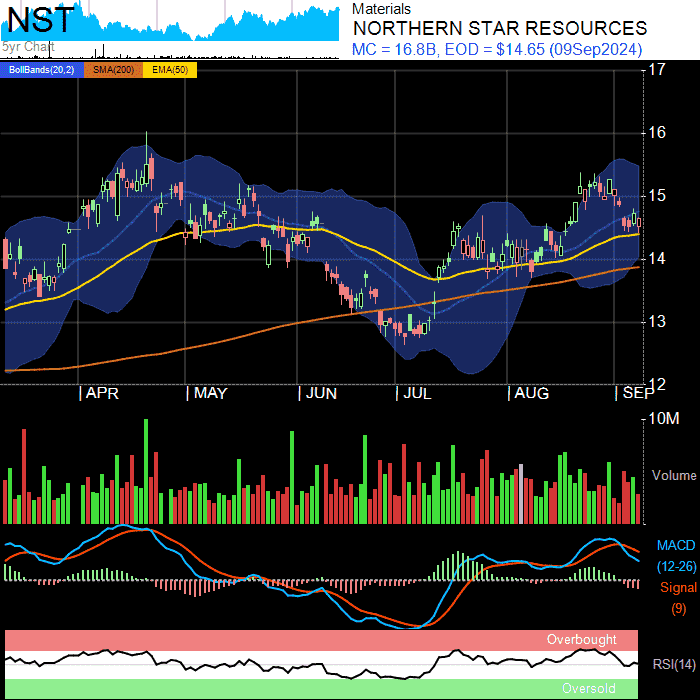 NST
5yr Chart
Materials
NORTHERN STAR RESOURCES
MC = 16.8B, EOD = $14.65 (09Sep2024)
BollBands(20,2) SMA(200) EMA(50)
17
16
15
14
13
12
APR MAY JUN JUL AUG SEP
10M
Volume
MACD
(12-26)
Signal
(9)
Overbought
RSI(14)
Oversold